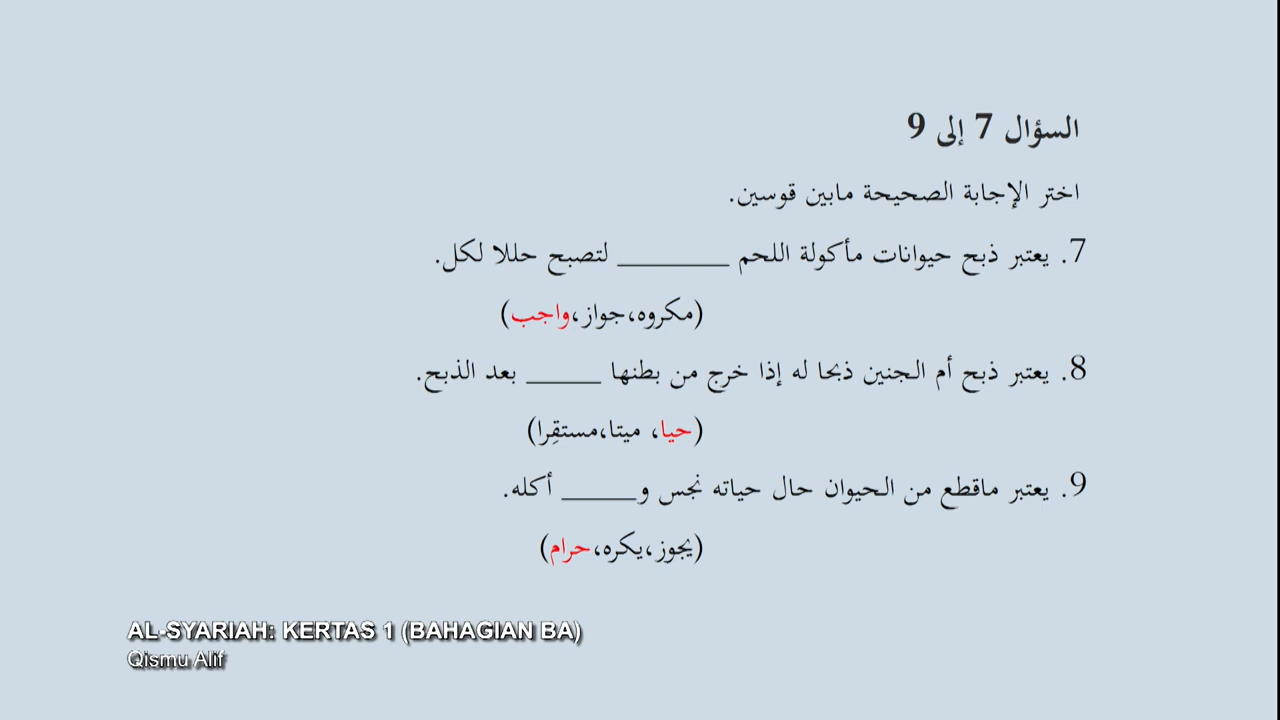 السؤال 7 إلى 9
اختر الإجابة الصحيحة مابين قوسين.
7. يعتبر ذبح حيوانات مأكولة اللحم ________ لتصبح حللا لكل.
(مكروه،جواز،واجب)
8. يعتبر ذبح أم الجنين ذبحا له إذا خرج من بطنها _____ بعد الذبح.
(حيا، ميتا،مستقِرا)
9. يعتبر ماقطع من الحيوان حال حياته نجس و_____ أكله.
(يجوز،يكره،حرام)
AL-SYARIAH: KERTAS 1 (BAHAGIAN BA)
Qismu Alif